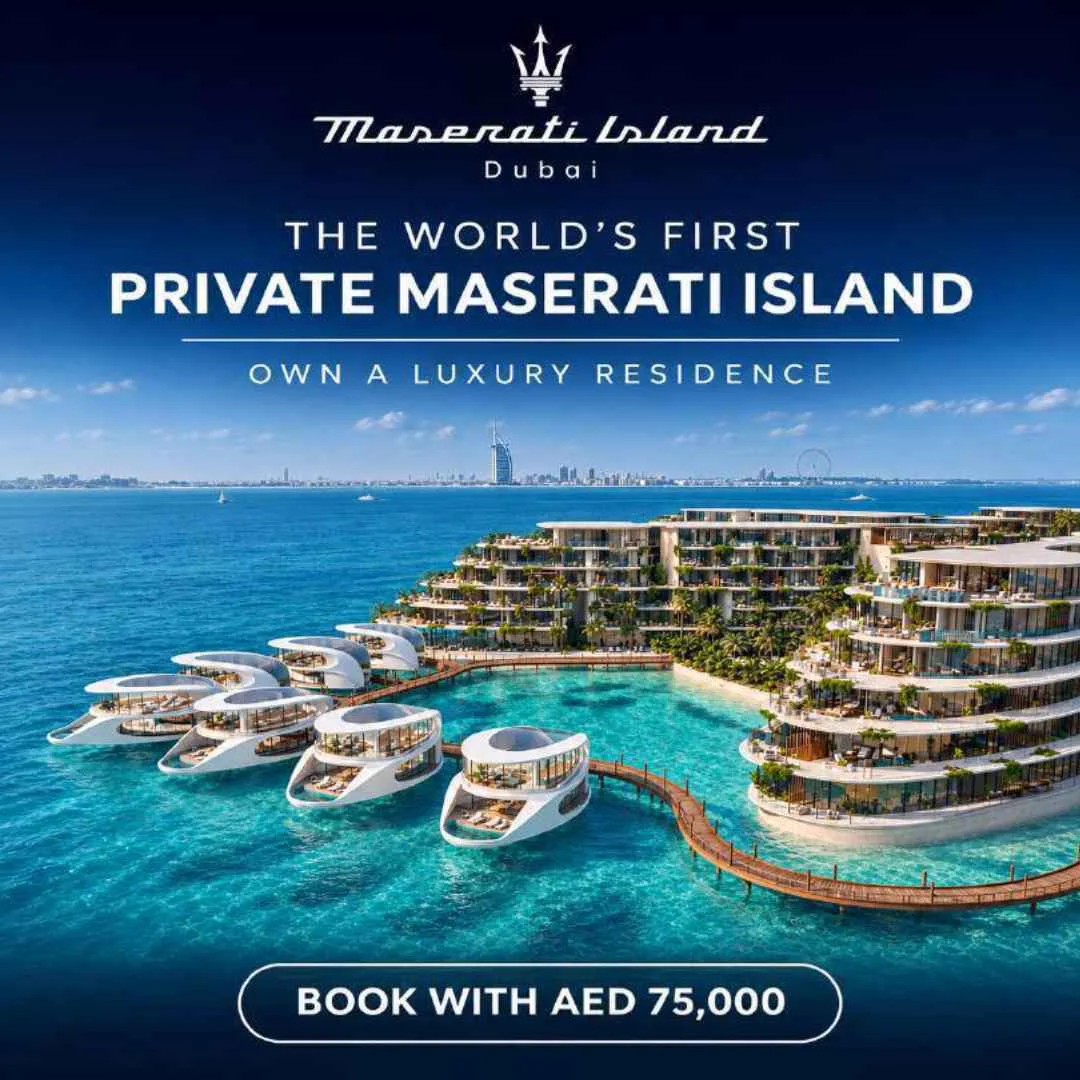 Maserati Island
Dubai
THE WORLD'S FIRST
PRIVATE MASERATI ISLAND
OWN A LUXURY RESIDENCE
BOOK WITH AED 75,000